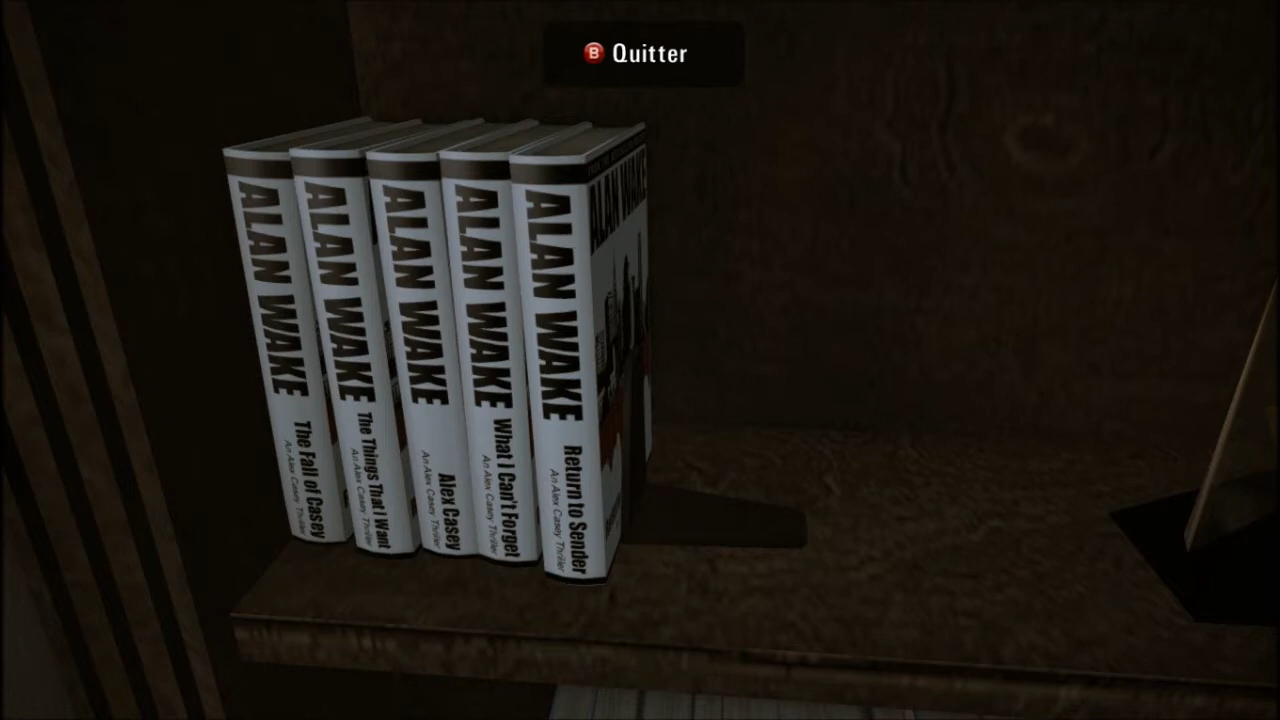 B Quitter
ALAN WAKE
The Fall of Casey
An Alex Casey Thriller
ALAN WAKE
The Things That I Want
An Alex Casey Thriller
ALAN WAKE
Alex Casey
An Alex Casey Thriller
ALAN WAKE
What I Can't Forget
An Alex Casey Thriller
ALAN WAKE
Return to Sender
An Alex Casey Thriller
ALAN WAKE